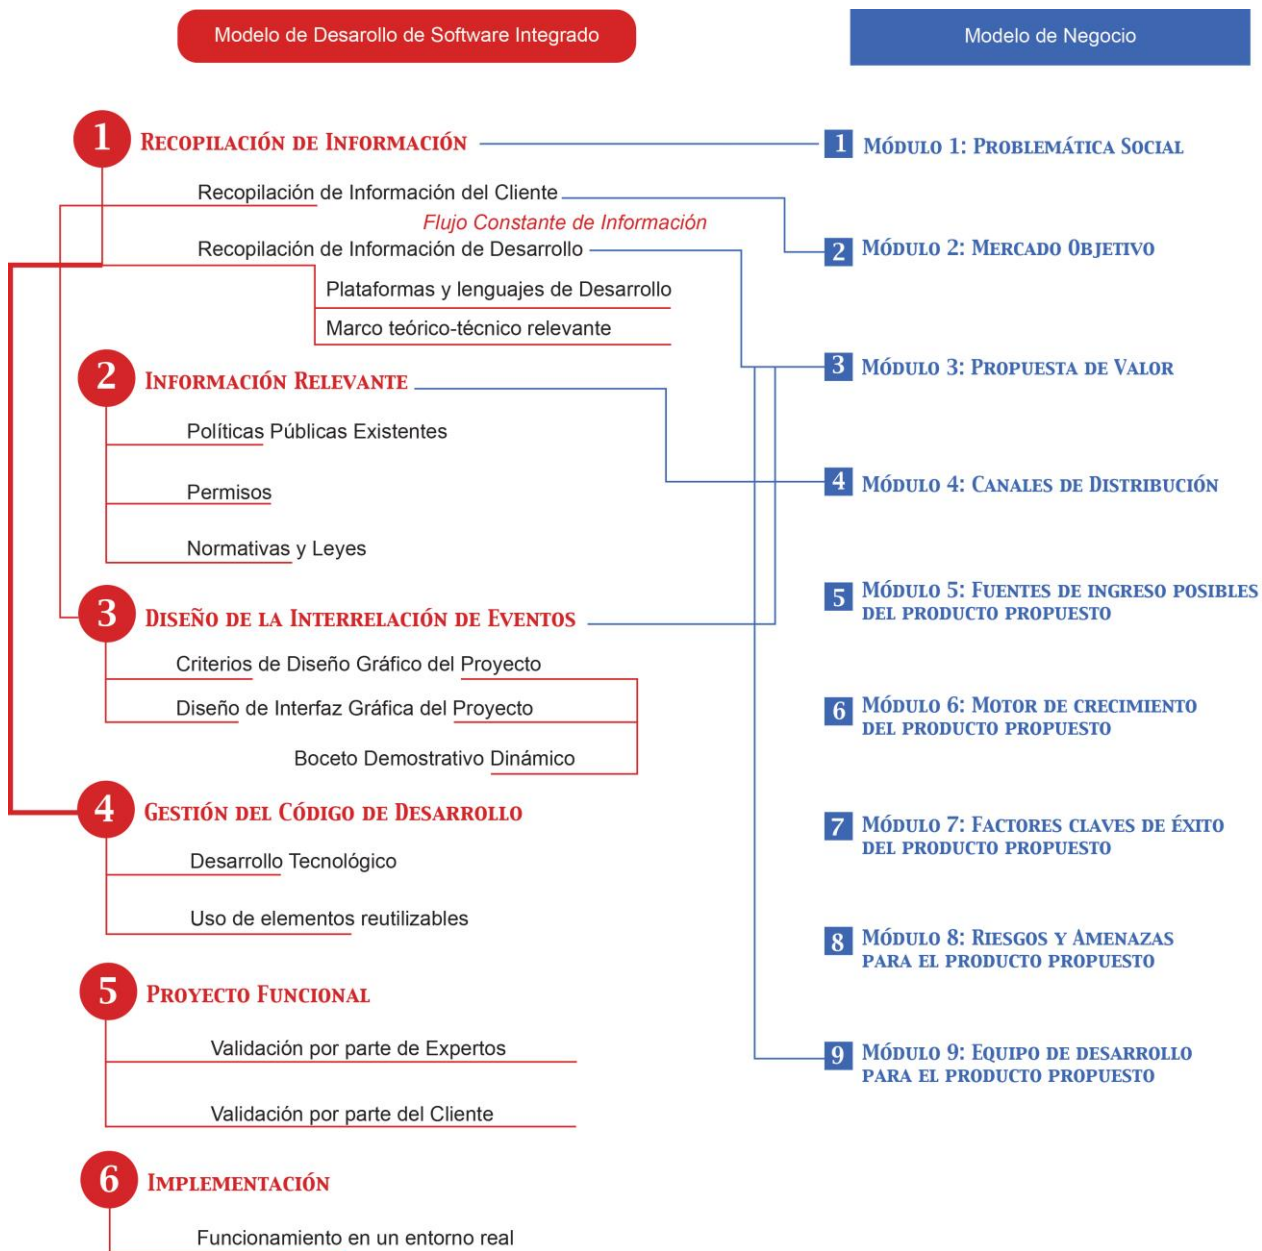 Modelo de Desarollo de Software Integrado
Modelo de Negocio
1 Recopilación de Información
1 Módulo 1: Problemática Social
Recopilación de Información del Cliente
Flujo Constante de Información
Recopilación de Información de Desarrollo
2 Módulo 2: Mercado Objetivo
Plataformas y lenguajes de Desarrollo
Marco teórico-técnico relevante
2 Información Relevante
3 Módulo 3: Propuesta de Valor
Políticas Públicas Existentes
Permisos
4 Módulo 4: Canales de Distribución
Normativas y Leyes
3 Diseño de la Interrelación de Eventos
5 Módulo 5: Fuentes de ingreso posibles
del producto propuesto
Criterios de Diseño Gráfico del Proyecto
Diseño de Interfaz Gráfica del Proyecto
Boceto Demostrativo Dinámico
6 Módulo 6: Motor de crecimiento
del producto propuesto
4 Gestión del Código de Desarrollo
7 Módulo 7: Factores claves de éxito
del producto propuesto
Desarrollo Tecnológico
Uso de elementos reutilizables
8 Módulo 8: Riesgos y Amenazas
para el producto propuesto
5 Proyecto Funcional
Validación por parte de Expertos
9 Módulo 9: Equipo de desarrollo
para el producto propuesto
Validación por parte del Cliente
6 Implementación
Funcionamiento en un entorno real